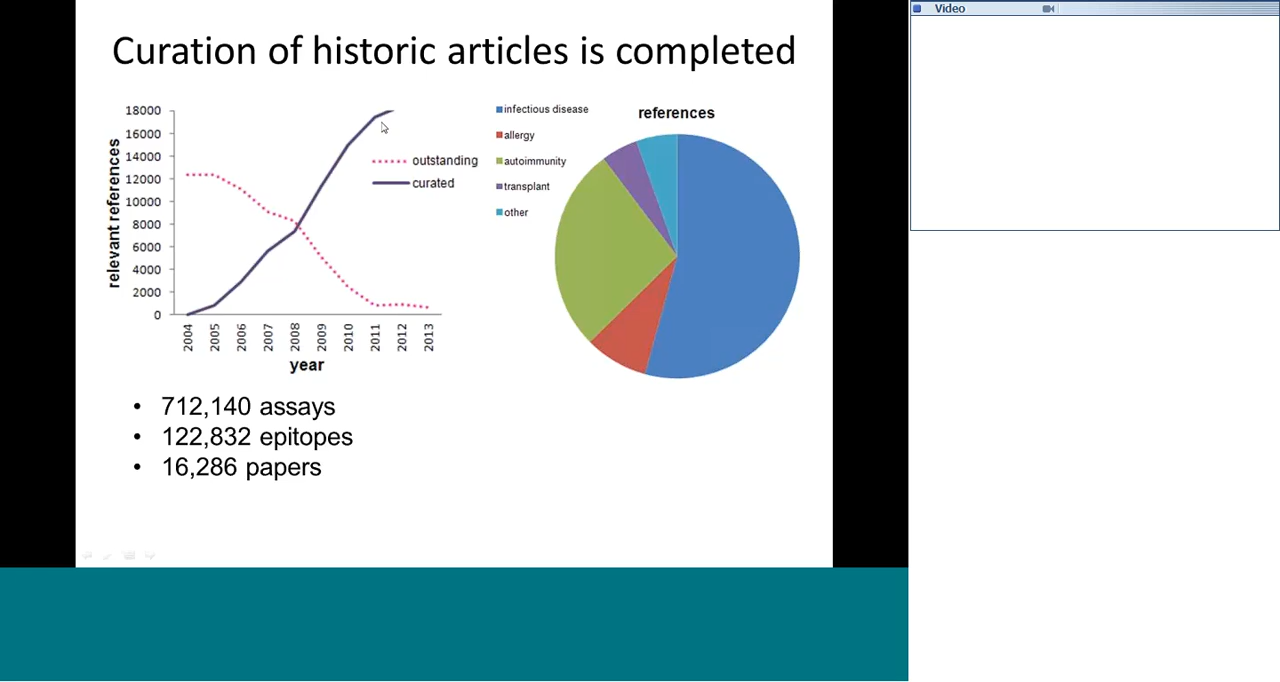 Video
Curation of historic articles is completed
18000
16000
14000
12000
10000
8000
6000
4000
2000
0
relevant references
outstanding
curated
2004
2005
2006
2007
2008
2009
2010
2011
2012
2013
year
infectious disease
allergy
autoimmunity
transplant
other
references
• 712,140 assays
• 122,832 epitopes
• 16,286 papers